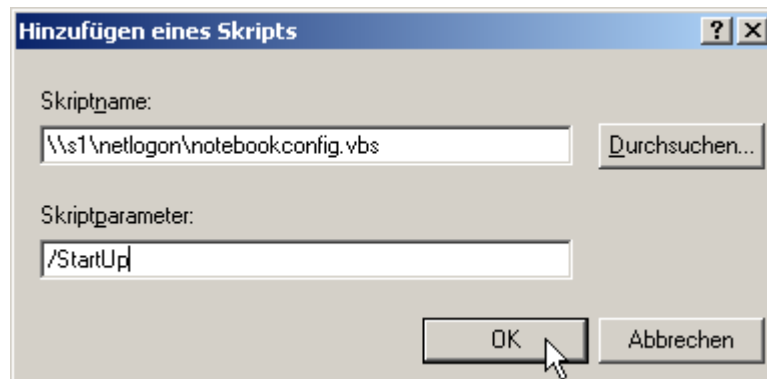 Hinzufügen eines Skripts
Skriptname:
\\s1\netlogon\notebookconfig.vbs
Durchsuchen...
Skriptparameter:
/StartUp
OK
Abbrechen